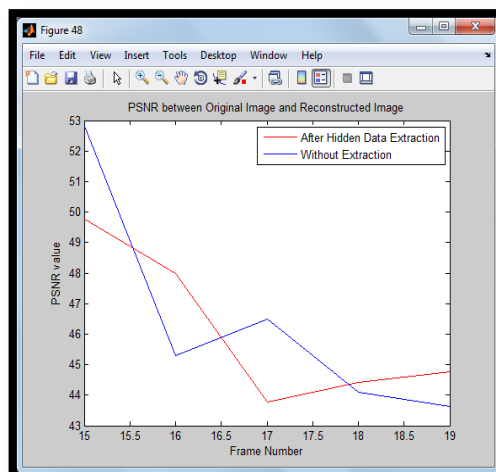 Figure 48
File Edit View Insert Tools Desktop Window Help
PSNR between Original Image and Reconstructed Image
After Hidden Data Extraction
Without Extraction
PSNR value
53
52
51
50
49
48
47
46
45
44
43
15 15.5 16 16.5 17 17.5 18 18.5 19
Frame Number